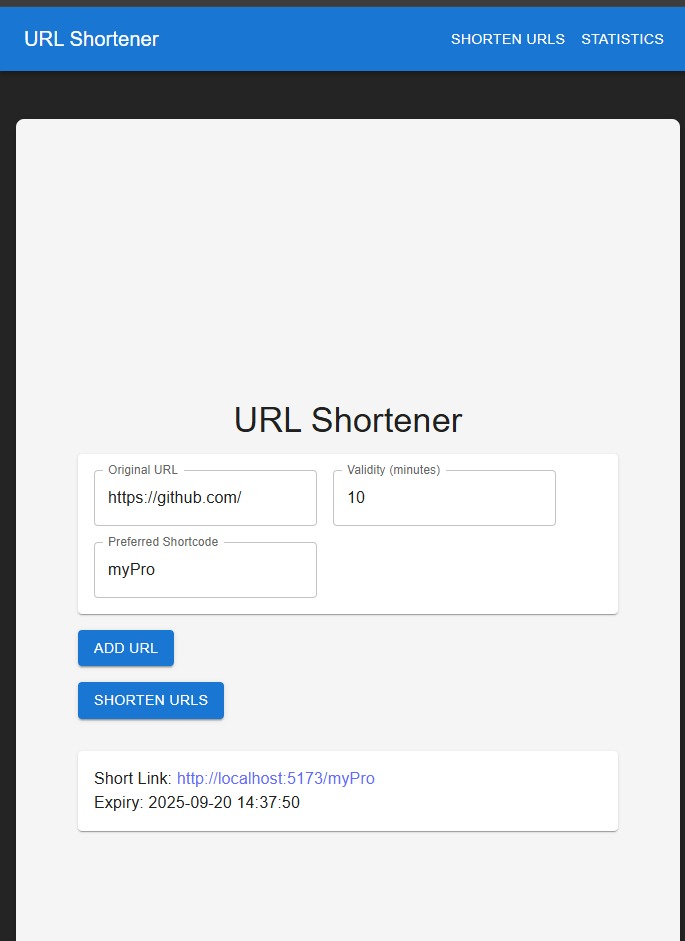 URL Shortener
SHORTEN URLS STATISTICS
URL Shortener
Original URL
https://github.com/
Validity (minutes)
10
Preferred Shortcode
myPro
ADD URL
SHORTEN URLS
Short Link: http://localhost:5173/myPro
Expiry: 2025-09-20 14:37:50